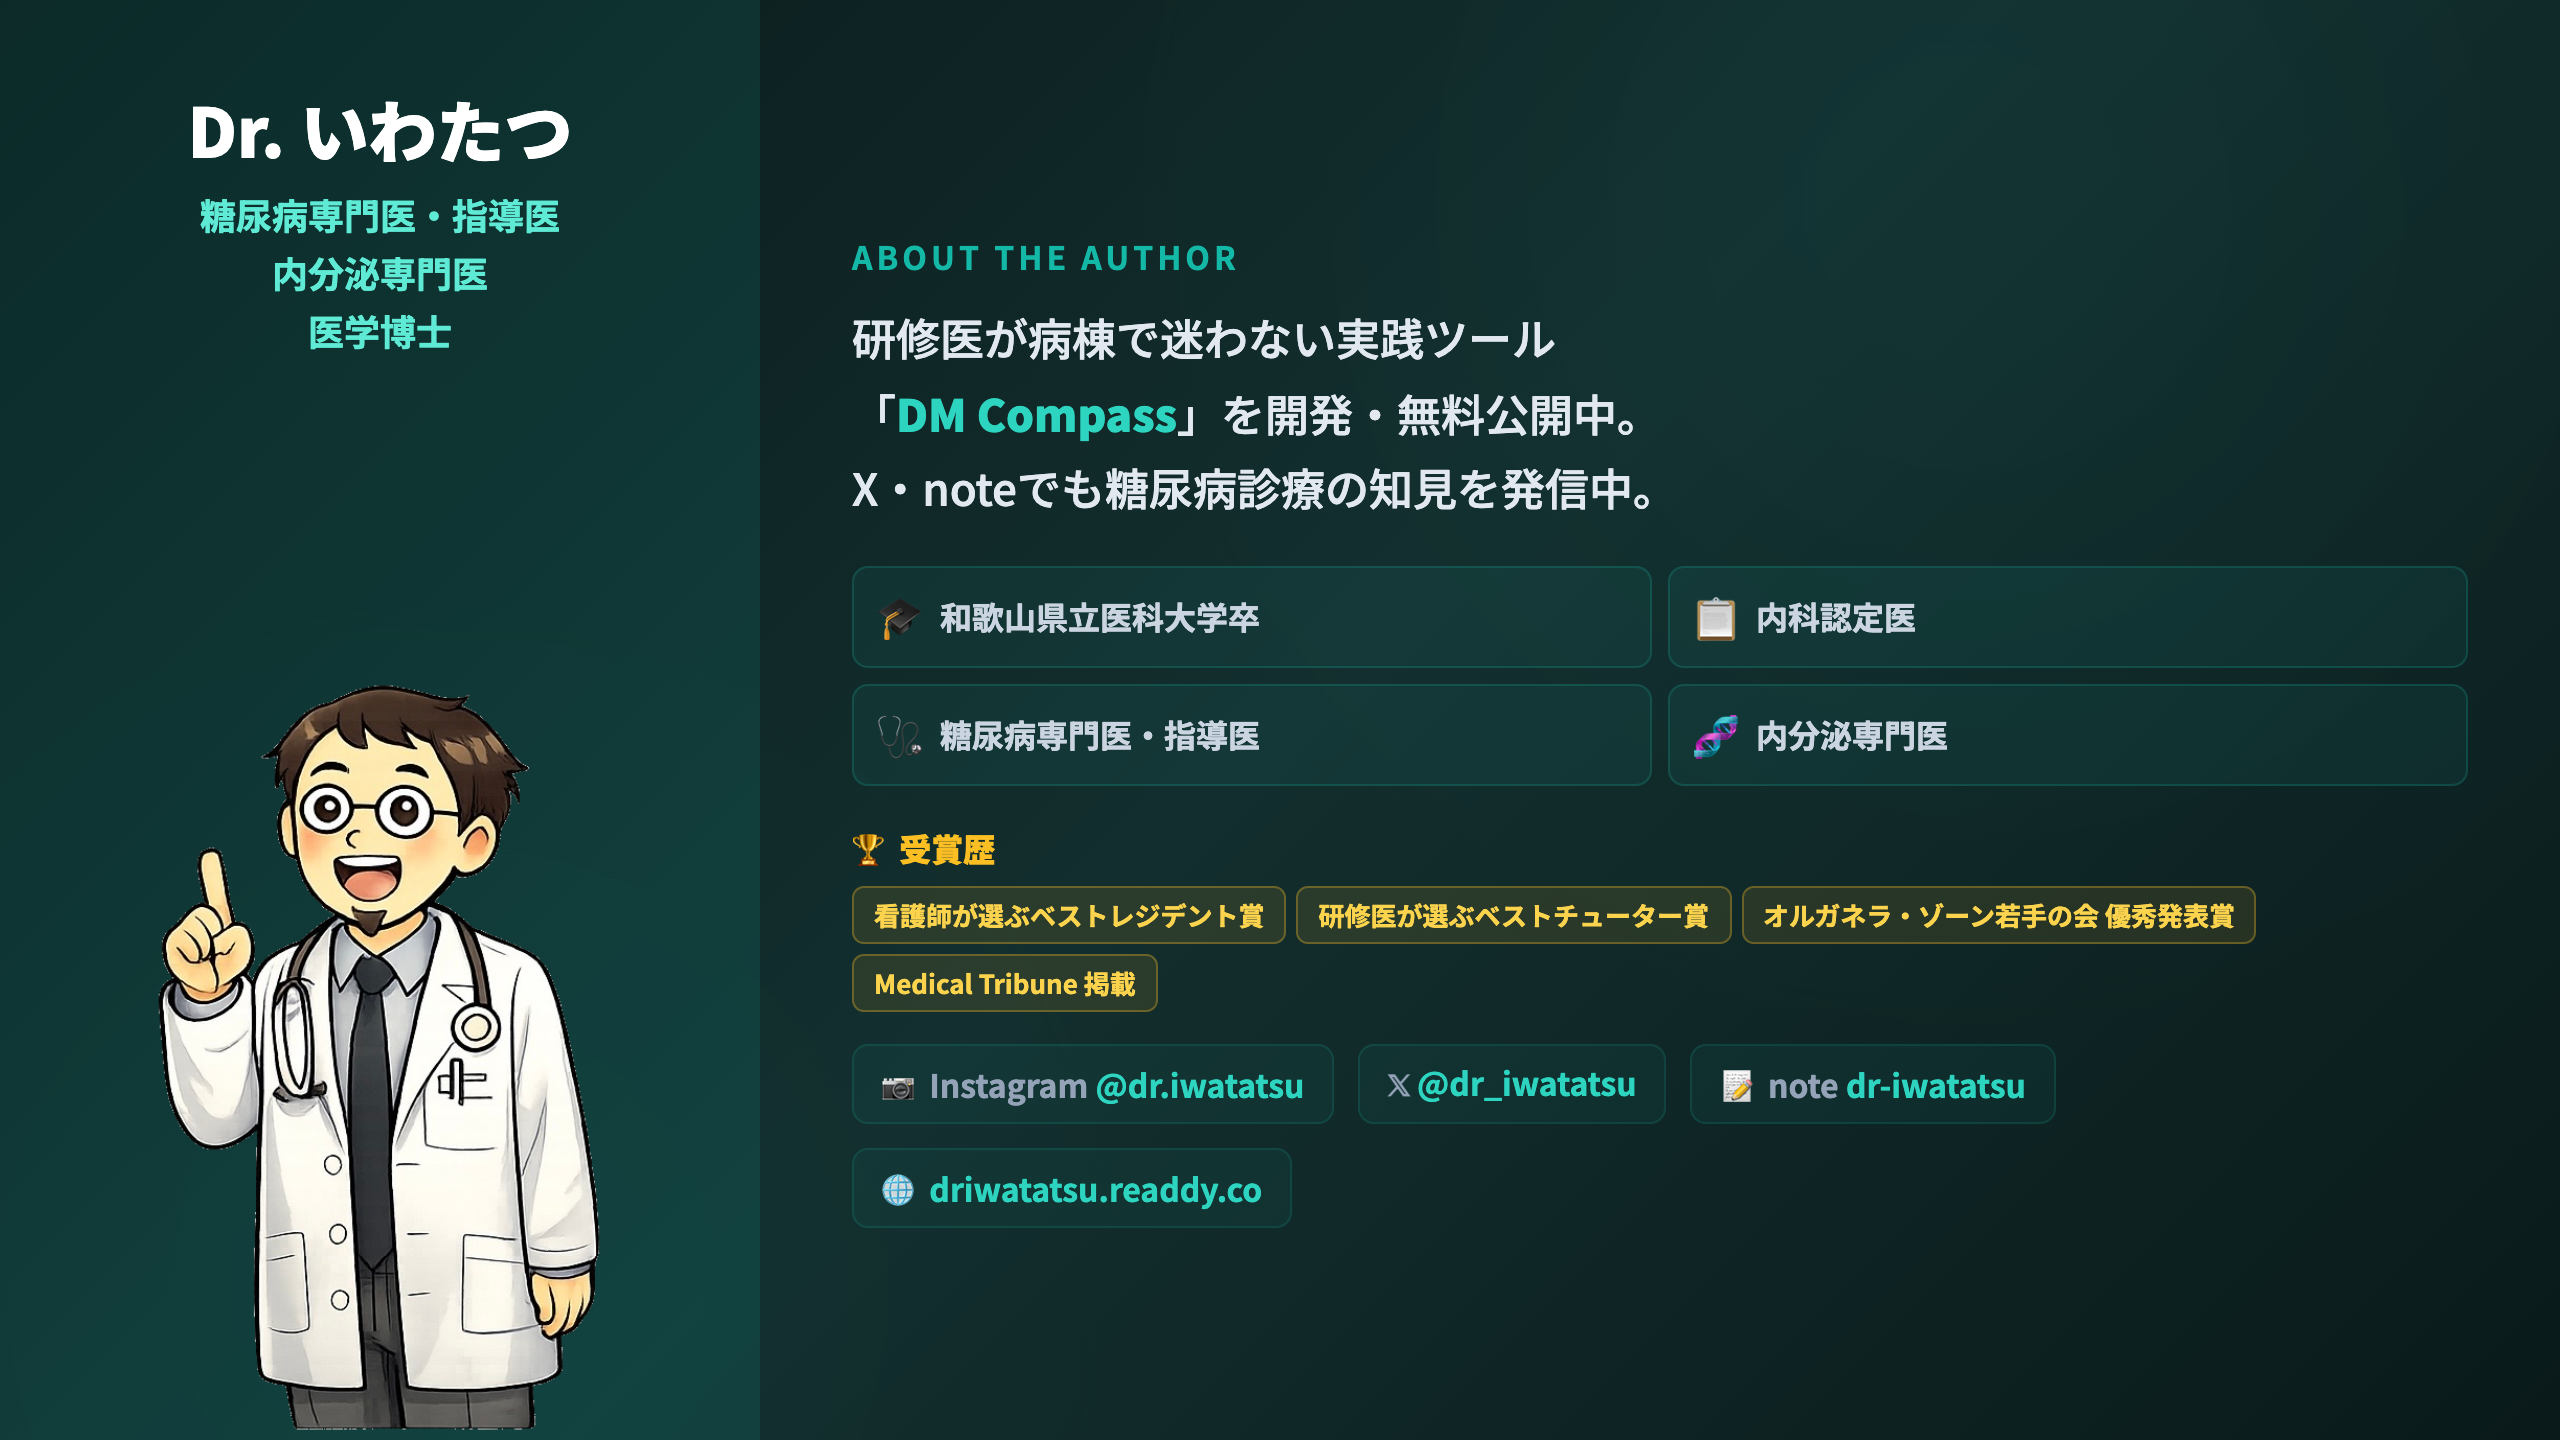 Dr. いわたつ
糖尿病専門医・指導医
内分泌専門医
医学博士
ABOUT THE AUTHOR
研修医が病棟で迷わない実践ツール
「DM Compass」を開発・無料公開中。
X・noteでも糖尿病診療の知見を発信中。
和歌山県立医科大学卒
内科認定医
糖尿病専門医・指導医
内分泌専門医
受賞歴
看護師が選ぶベストレジデント賞
研修医が選ぶベストチューター賞
オルガネラ・ゾーン若手の会 優秀発表賞
Medical Tribune 掲載
Instagram @dr.iwatatsu
𝕏 @dr_iwatatsu
note dr-iwatatsu
driwatatsu.readdy.co